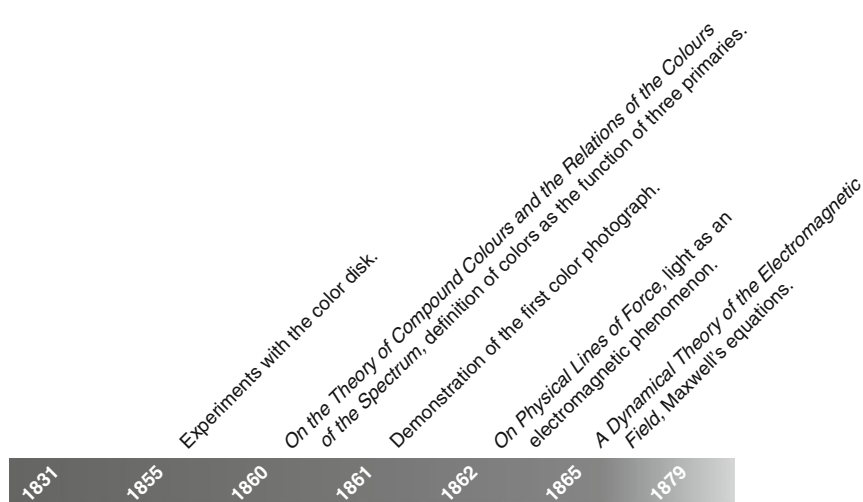 Experiments with the color disk.
On the Theory of Compound Colours and the Relations of the Colours
of the Spectrum, definition of colors as the function of three primaries.
Demonstration of the first color photograph.
On Physical Lines of Force, light as an
electromagnetic phenomenon.
A Dynamical Theory of the Electromagnetic
Field, Maxwell's equations.
1831
1855
1860
1861
1862
1865
1879